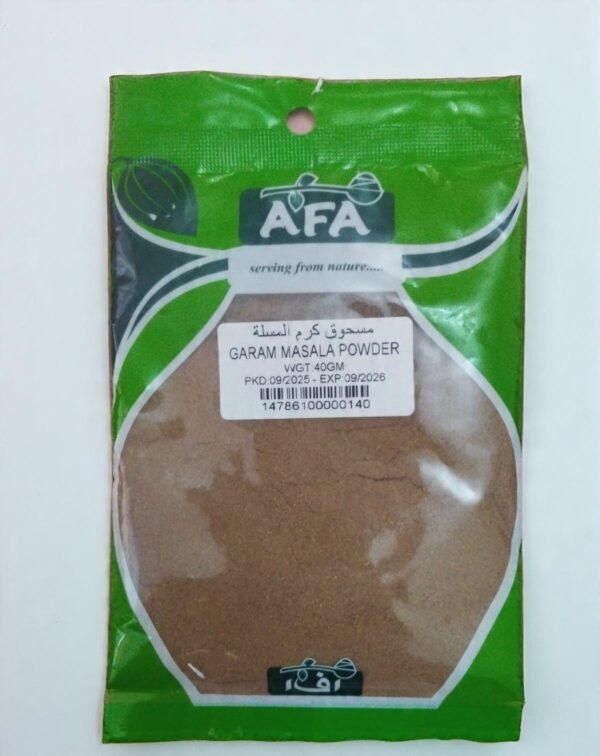 AFA
serving from nature.....
مسحوق كرم المسلة
GARAM MASALA POWDER
WGT:40GM
PKD:09/2025 - EXP:09/2026
14786100000140
افا